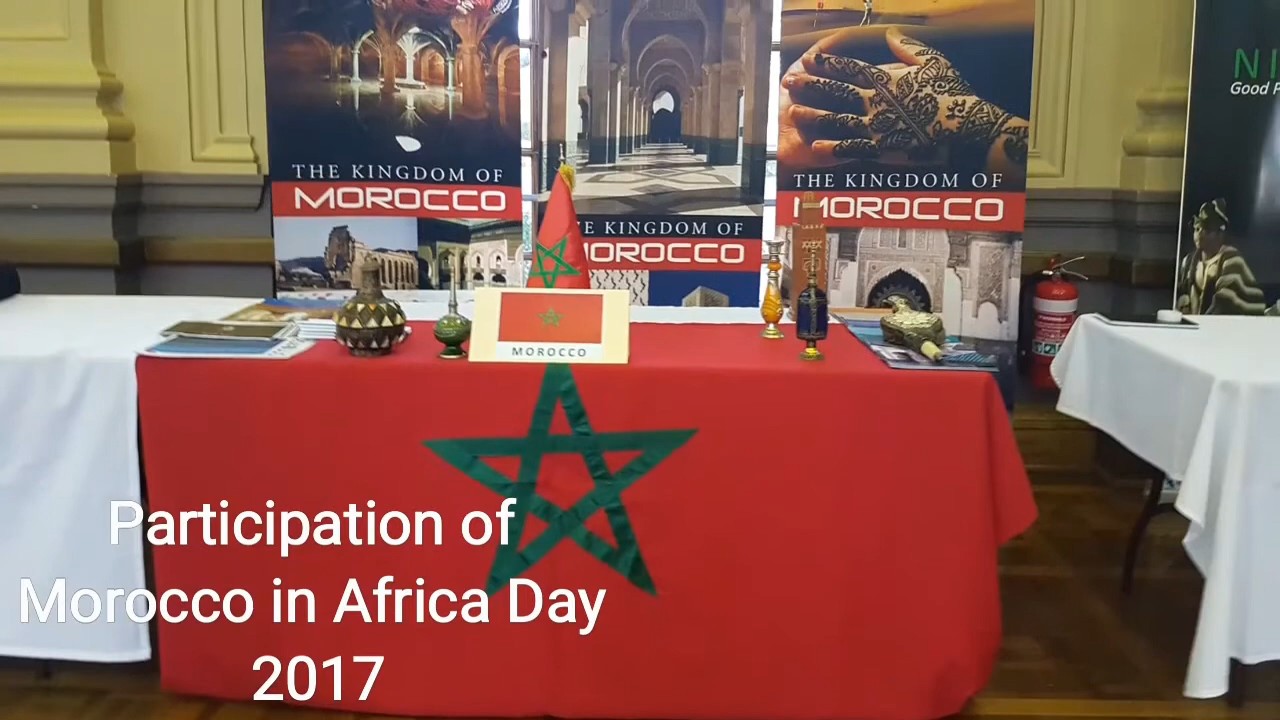 THE KINGDOM OF
MOROCCO
THE KINGDOM OF
MOROCCO
KINGDOM OF
MOROCCO
Good
MOROCCO
Participation of
Morocco in Africa Day
2017